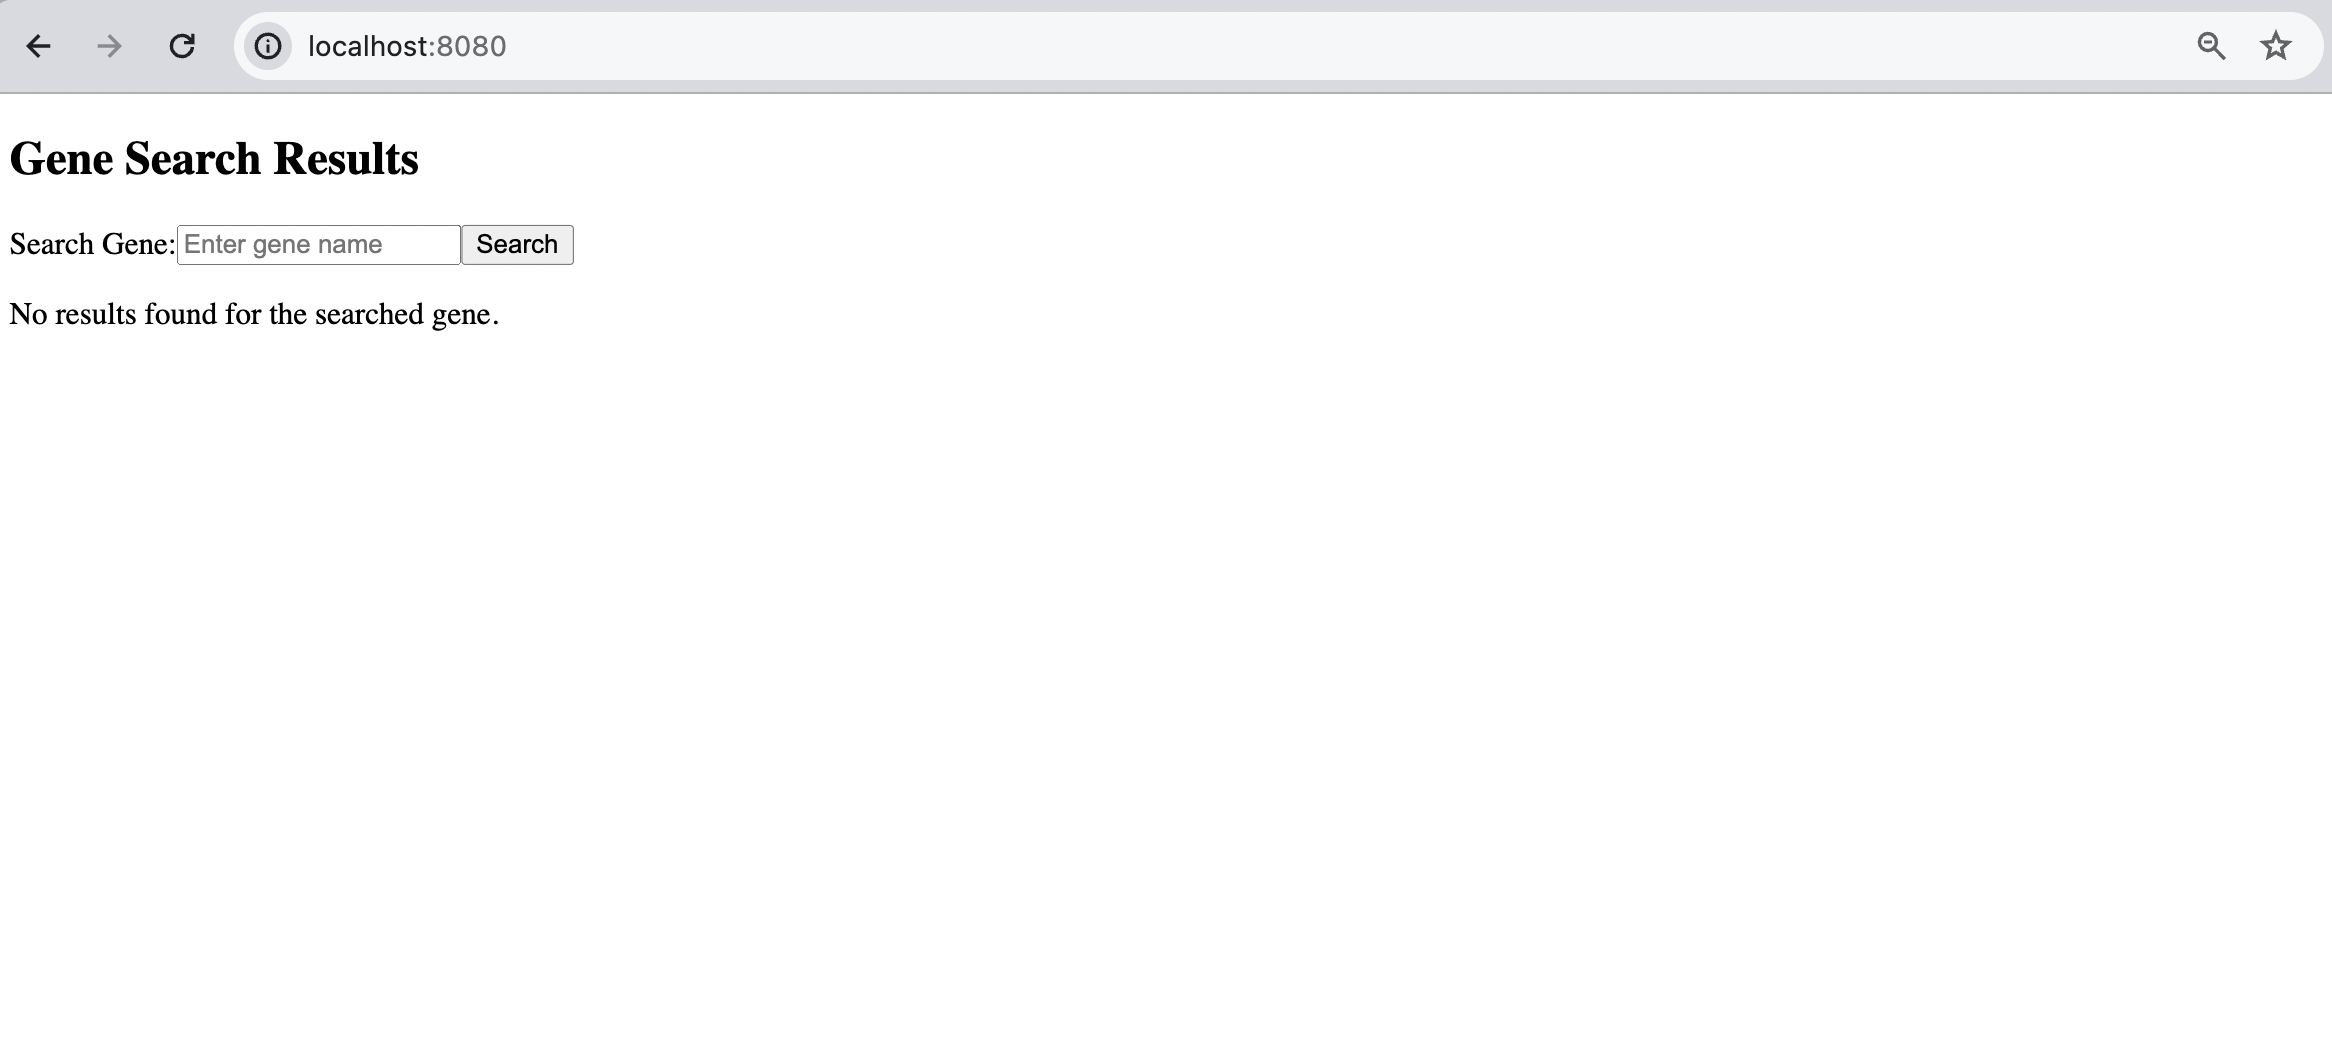 localhost:8080
Gene Search Results
Search Gene: Enter gene name Search
No results found for the searched gene.